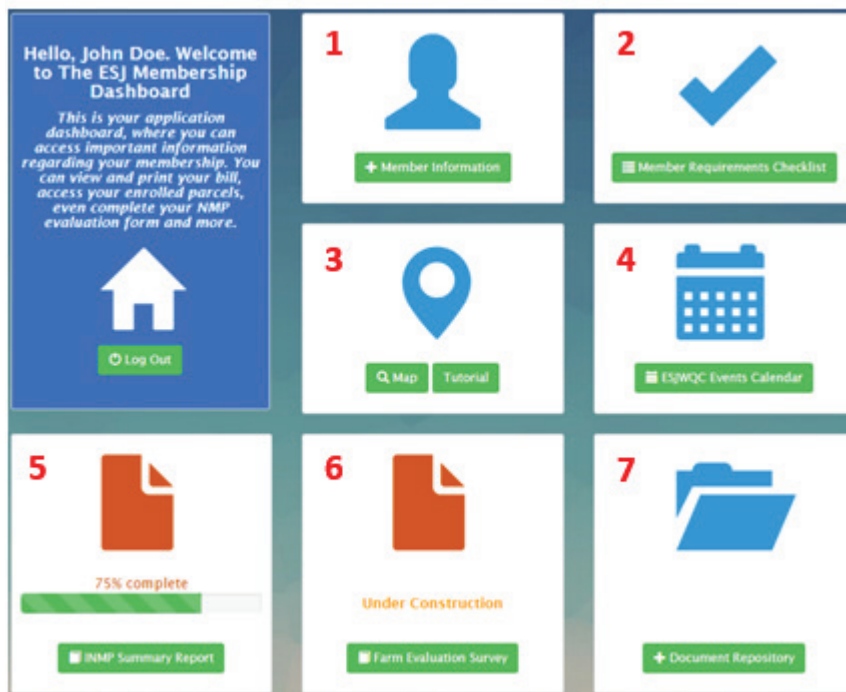 Hello, John Doe. Welcome
to The ESJ Membership
Dashboard
This is your application
dashboard, where you can
access important information
regarding your membership. You
can view and print your bill,
access your enrolled parcels,
even complete your NMP
evaluation form and more.
Log Out
1
Member Information
2
Member Requirements Checklist
3
Map Tutorial
4
ESJWQC Events Calendar
5
75% complete
INMP Summary Report
6
Under Construction
Farm Evaluation Survey
7
Document Repository